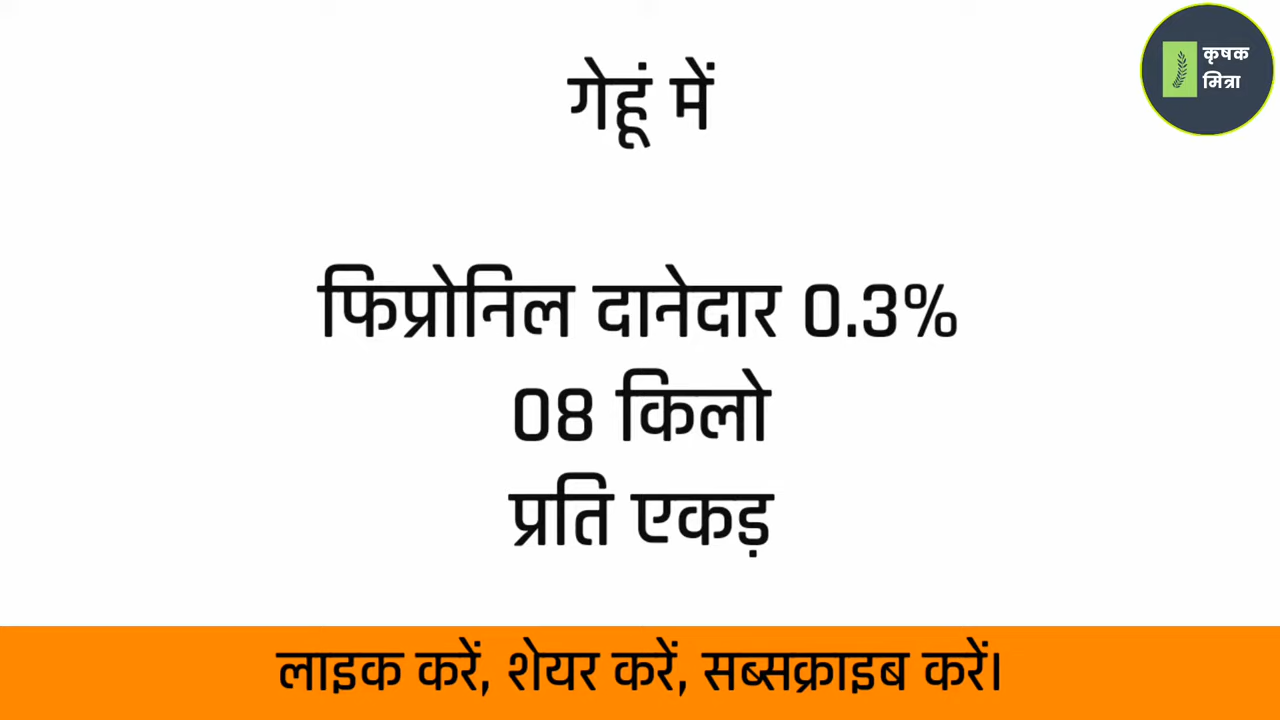 कृषक
मित्रा
गेहूं में
फिप्रोनिल दानेदार 0.3%
08 किलो
प्रति एकड़
लाइक करें, शेयर करें, सब्सक्राइब करें।